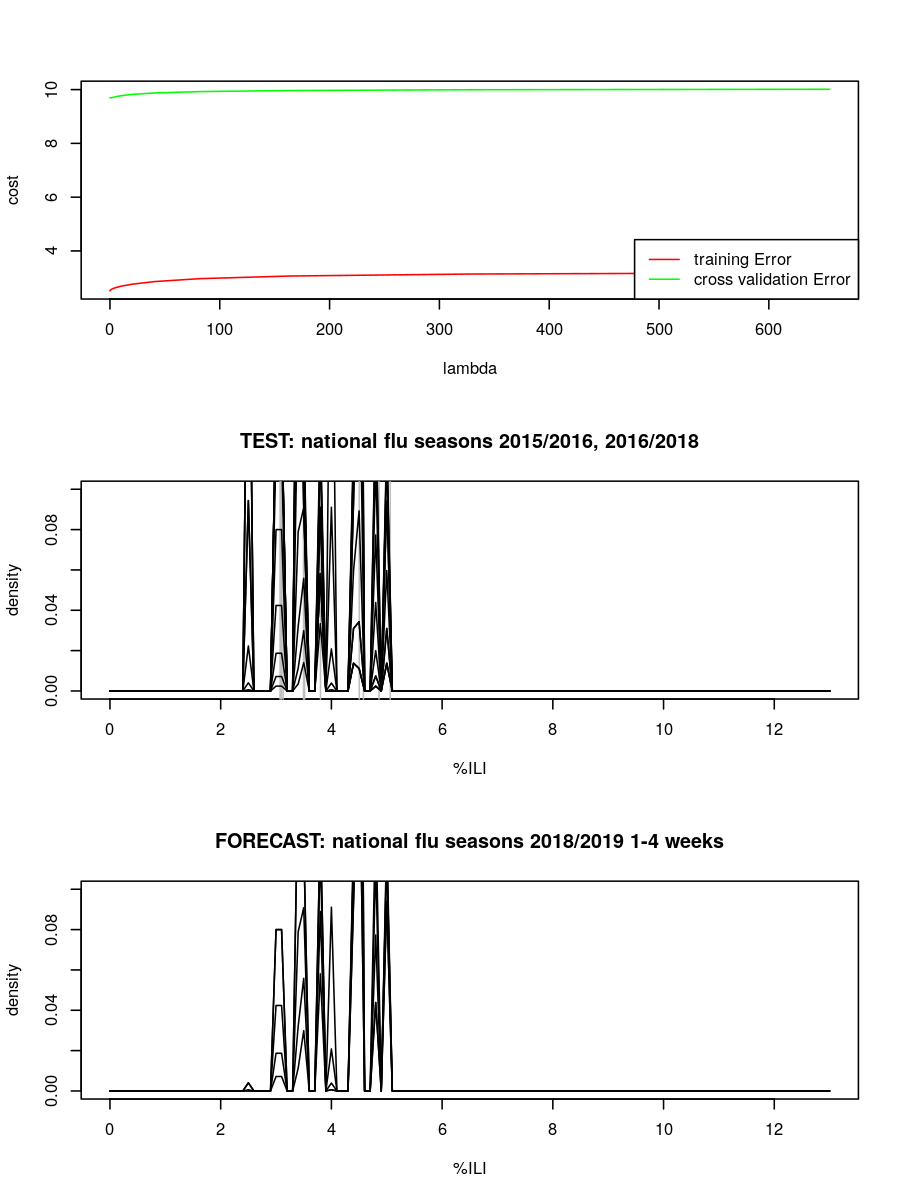 10
8
6
4
cost
training Error
cross validation Error
0 100 200 300 400 500 600
lambda
TEST: national flu seasons 2015/2016, 2016/2018
0.08
0.04
0.00
density
0 2 4 6 8 10 12
%ILI
FORECAST: national flu seasons 2018/2019 1-4 weeks
0.08
0.04
0.00
density
0 2 4 6 8 10 12
%ILI